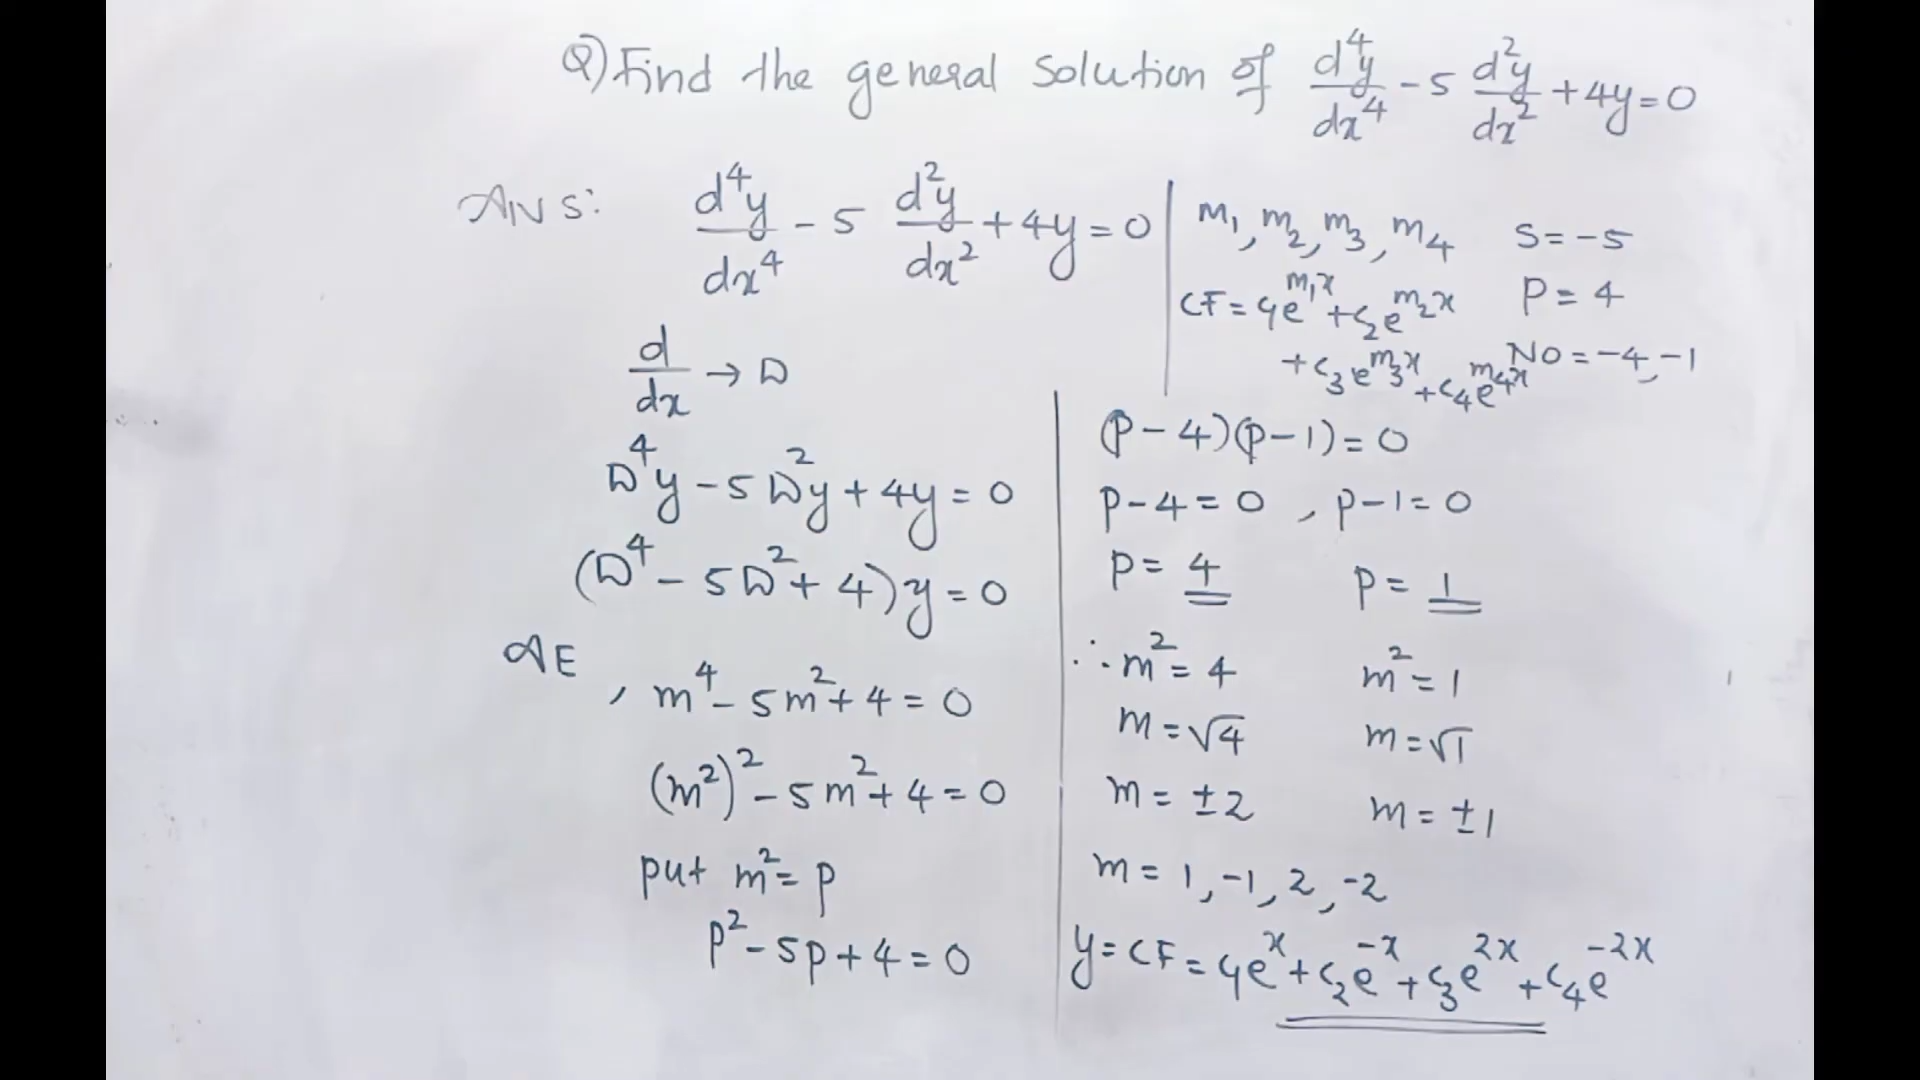 Q) Find the general solution of d⁴y/dx⁴ - 5 d²y/dx² + 4y = 0
ANS: d⁴y/dx⁴ - 5 d²y/dx² + 4y = 0
d/dx → D
D⁴y - 5D²y + 4y = 0
(D⁴ - 5D² + 4)y = 0
AE, m⁴ - 5m² + 4 = 0
(m²)² - 5m² + 4 = 0
put m² = p
p² - 5p + 4 = 0
m₁, m₂, m₃, m₄
CF = c₁e^m₁x + c₂e^m₂x
+ c₃e^m₃x + c₄e^m₄x
S = -5
P = 4
No = -4, -1
(p - 4)(p - 1) = 0
p - 4 = 0, p - 1 = 0
p = 4 p = 1
∴ m² = 4 m² = 1
m = √4 m = √1
m = ±2 m = ±1
m = 1, -1, 2, -2
y = CF = c₁e^x + c₂e^-x + c₃e^2x + c₄e^-2x